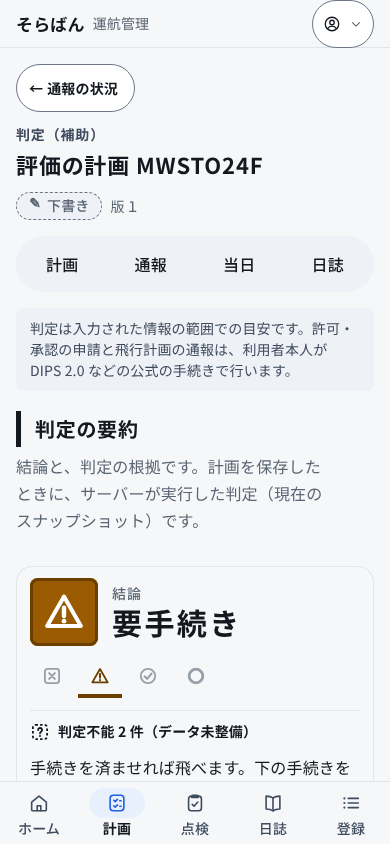 そらばん 運航管理
← 通報の状況
判定（補助）
評価の計画 MWSTO24F
✎ 下書き 版 1
計画 通報 当日 日誌
判定は入力された情報の範囲での目安です。許可・
承認の申請と飛行計画の通報は、利用者本人が
DIPS 2.0 などの公式の手続きで行います。
判定の要約
結論と、判定の根拠です。計画を保存した
ときに、サーバーが実行した判定（現在の
スナップショット）です。
結論
要手続き
判定不能 2 件（データ未整備）
手続きを済ませれば飛べます。下の手続きを
ホーム 計画 点検 日誌 登録